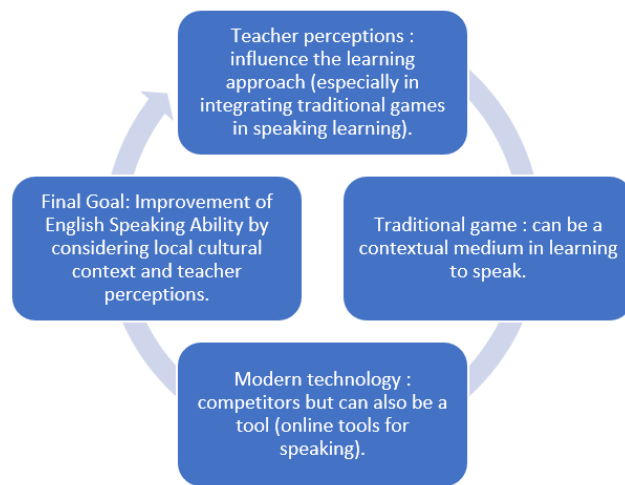 Teacher perceptions :
influence the learning
approach (especially in
integrating traditional games
in speaking learning).
Traditional game : can be a
contextual medium in learning
to speak.
Modern technology :
competitors but can also be a
tool (online tools for
speaking).
Final Goal: Improvement of
English Speaking Ability by
considering local cultural
context and teacher
perceptions.